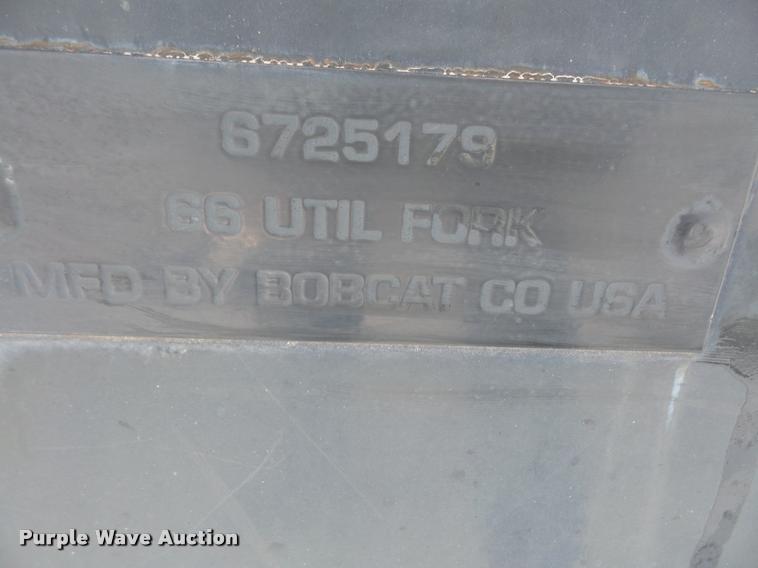 6725179
66 UTIL FORK
MFD BY BOBCAT CO USA
Purple Wave Auction